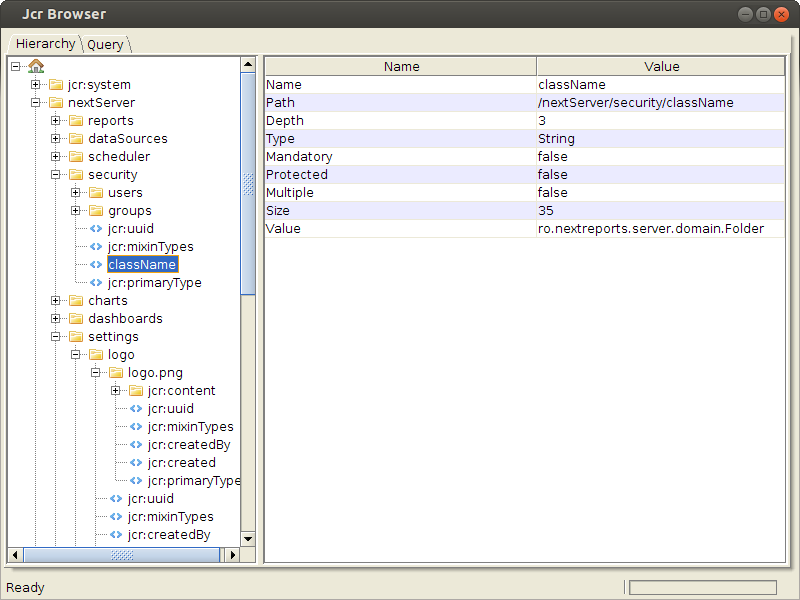 Jcr Browser
Hierarchy Query
jcr:system
nextServer
reports
dataSources
scheduler
security
users
groups
jcr:uuid
jcr:mixinTypes
className
jcr:primaryType
charts
dashboards
settings
logo
logo.png
jcr:content
jcr:uuid
jcr:mixinTypes
jcr:createdBy
jcr:created
jcr:primaryType
jcr:uuid
jcr:mixinTypes
jcr:createdBy
Name Value
Name className
Path /nextServer/security/className
Depth 3
Type String
Mandatory false
Protected false
Multiple false
Size 35
Value ro.nextreports.server.domain.Folder
Ready